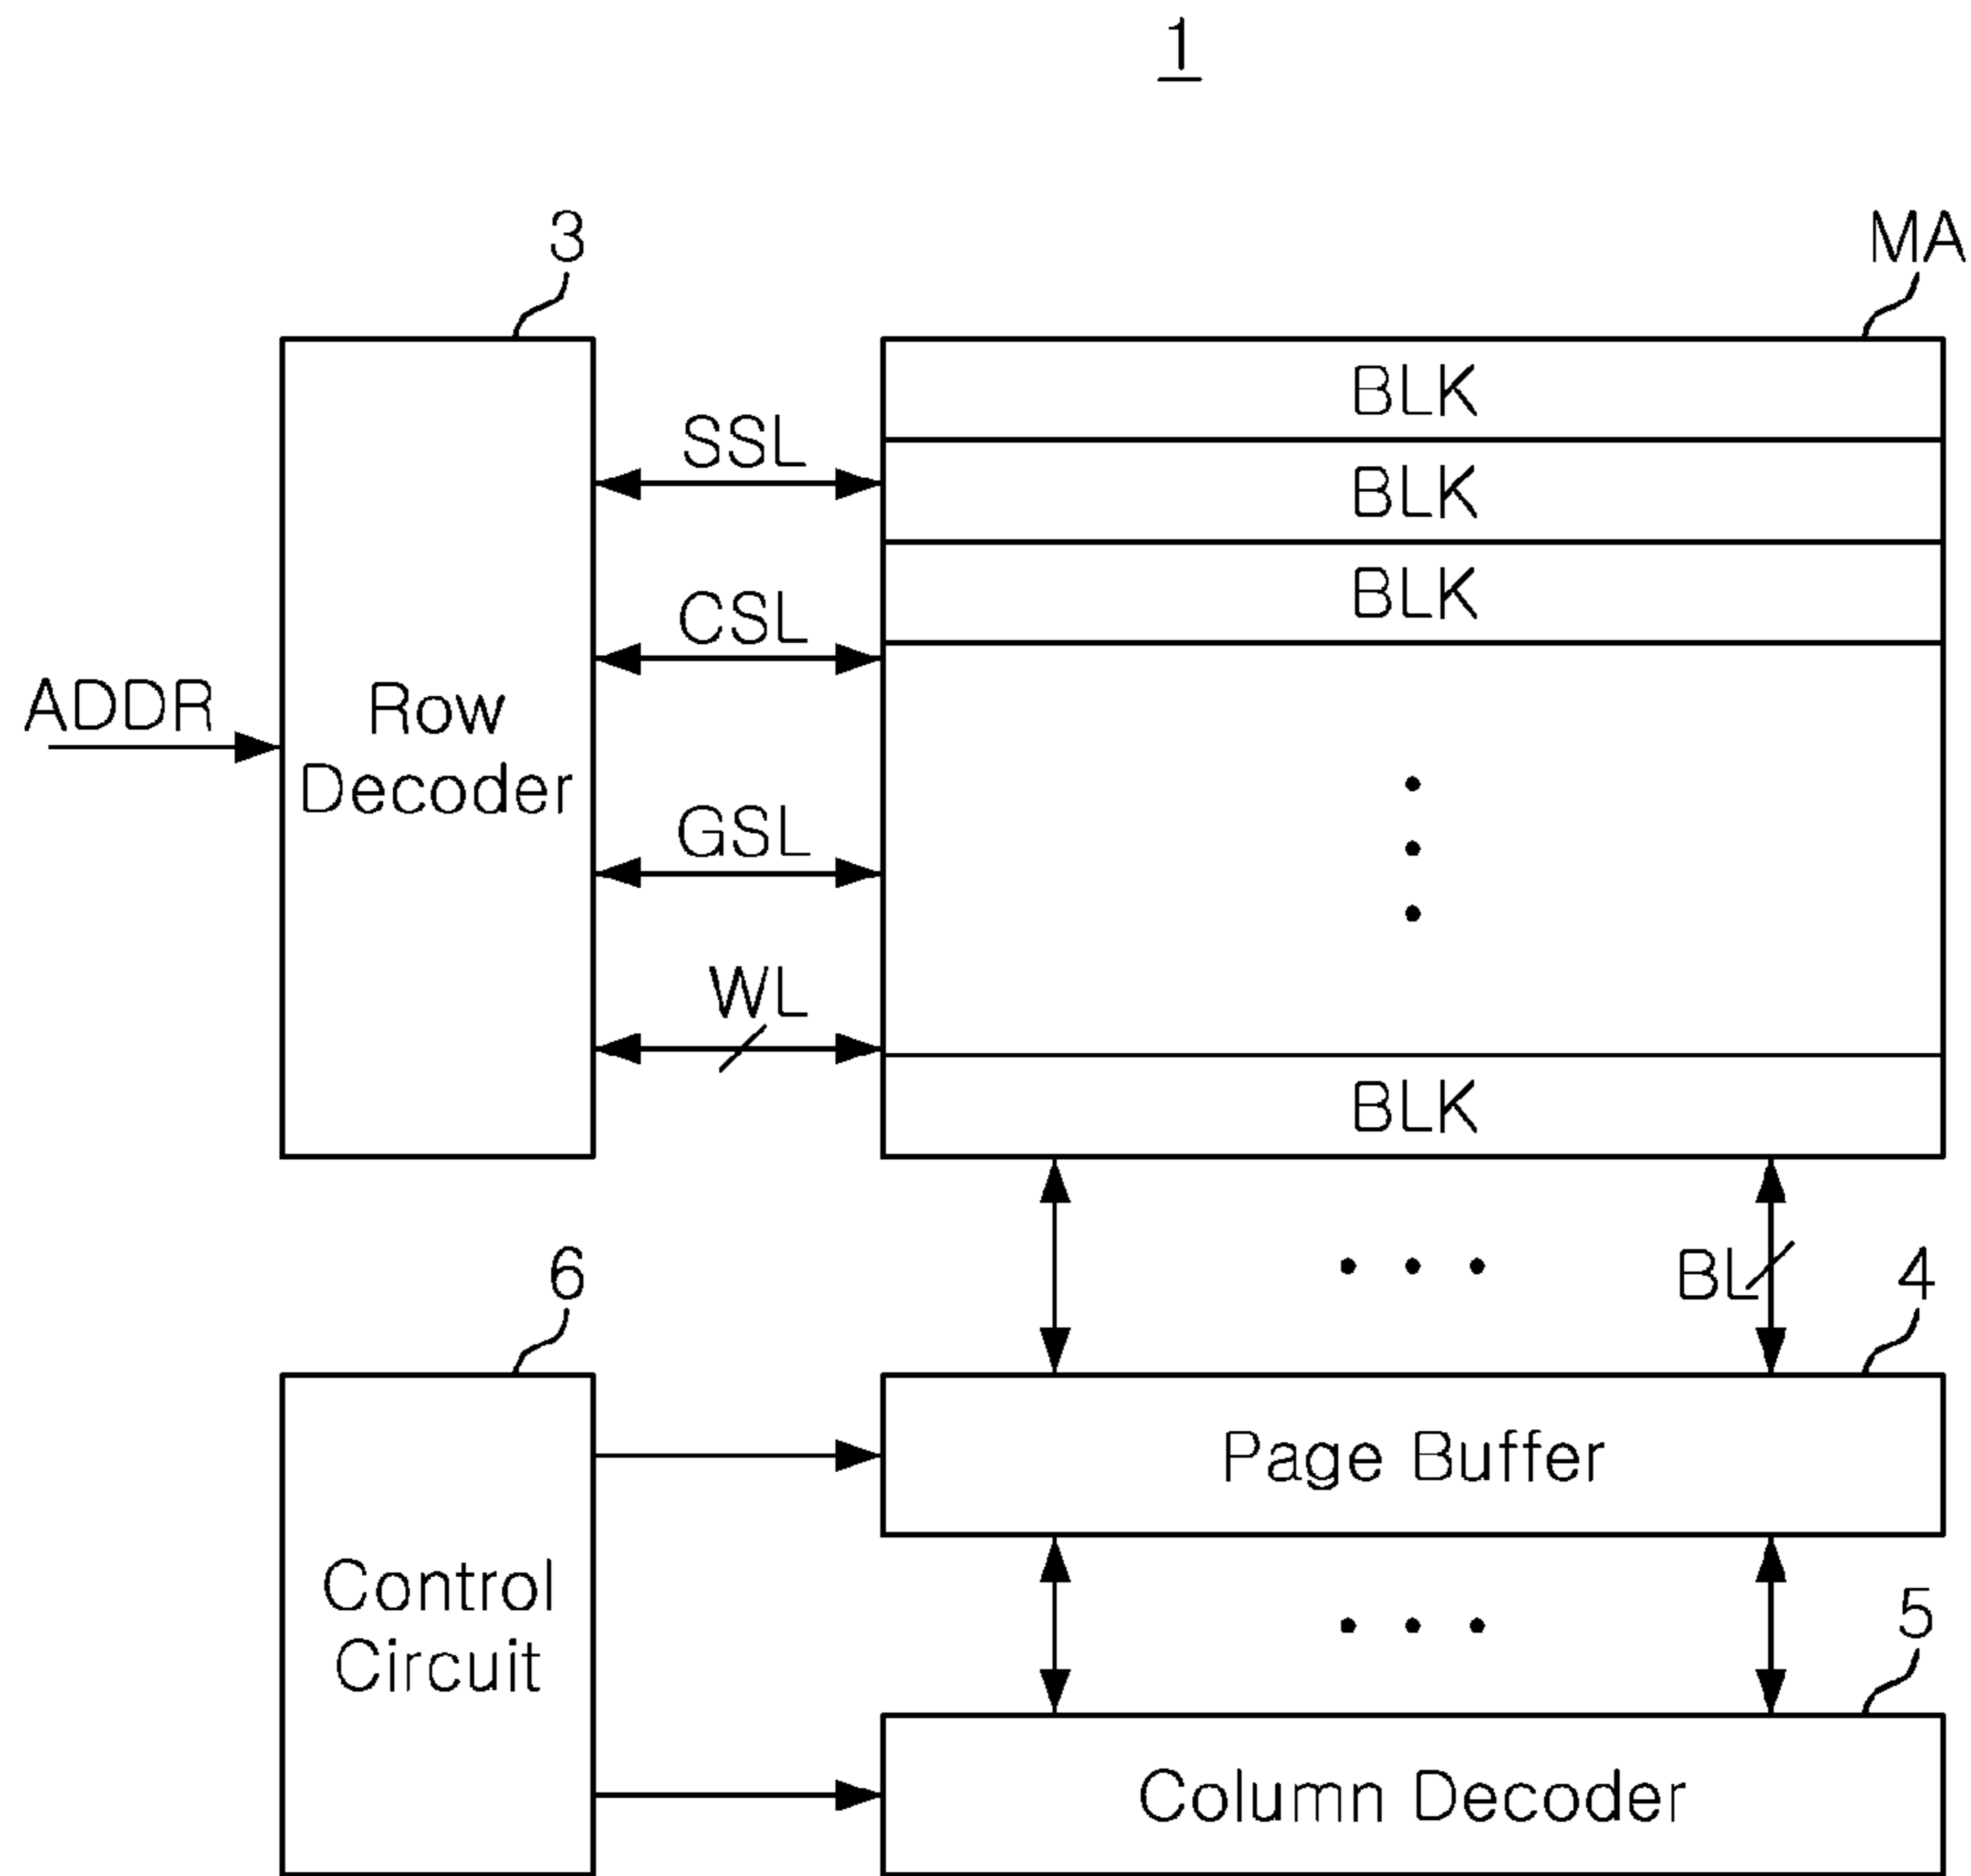 1
3
MA
BLK
SSL
BLK
CSL
BLK
ADDR
Row
Decoder
GSL
WL
BLK
6
BL
4
Page Buffer
Control
Circuit
5
Column Decoder